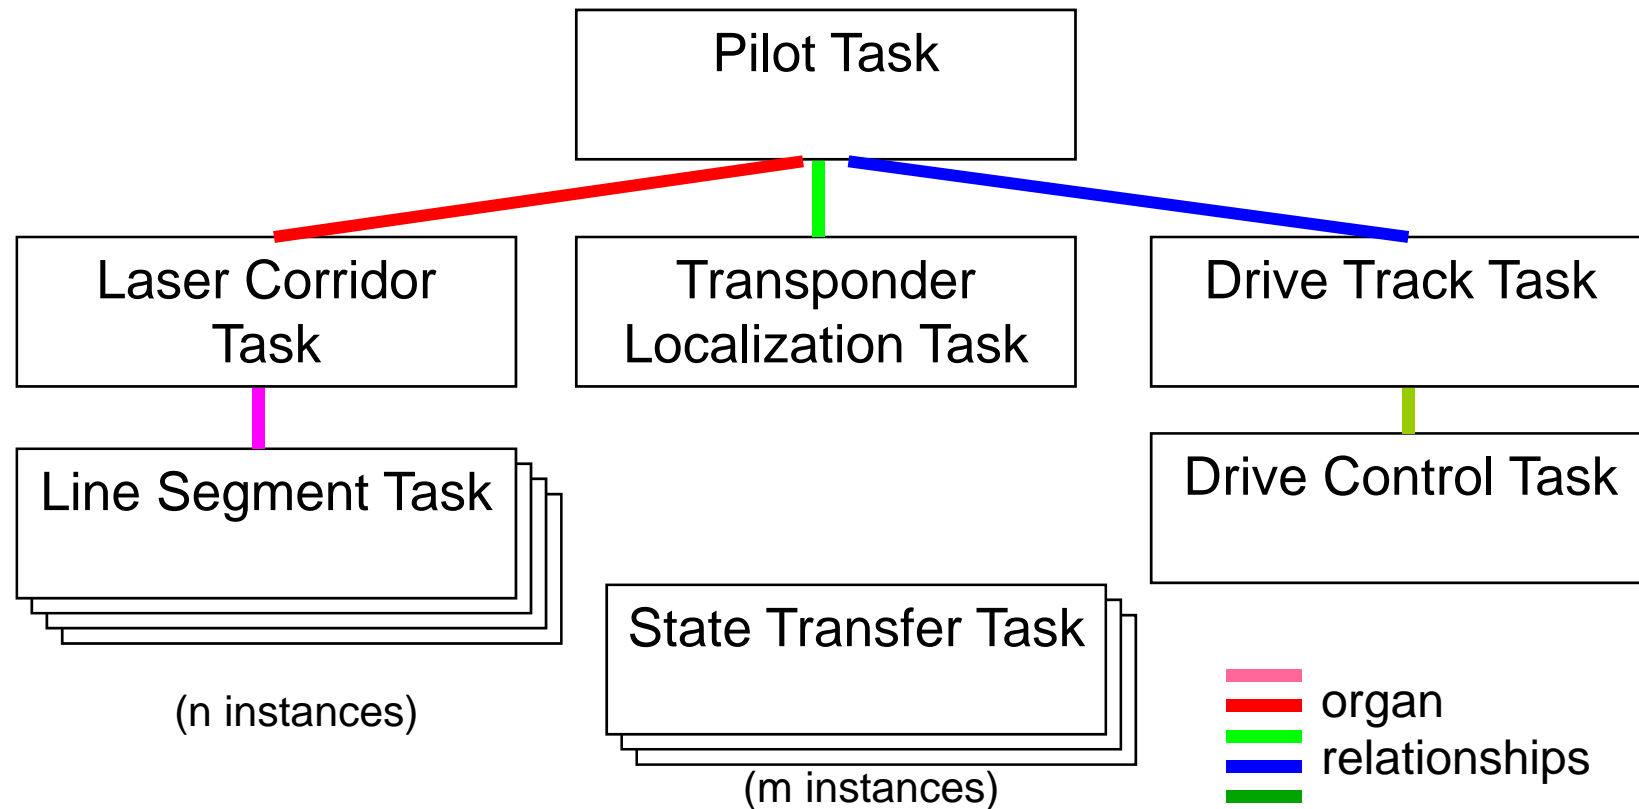 Pilot Task
Laser Corridor
Task
Transponder
Localization Task
Drive Track Task
Line Segment Task
Drive Control Task
State Transfer Task
(n instances)
(m instances)
organ
relationships